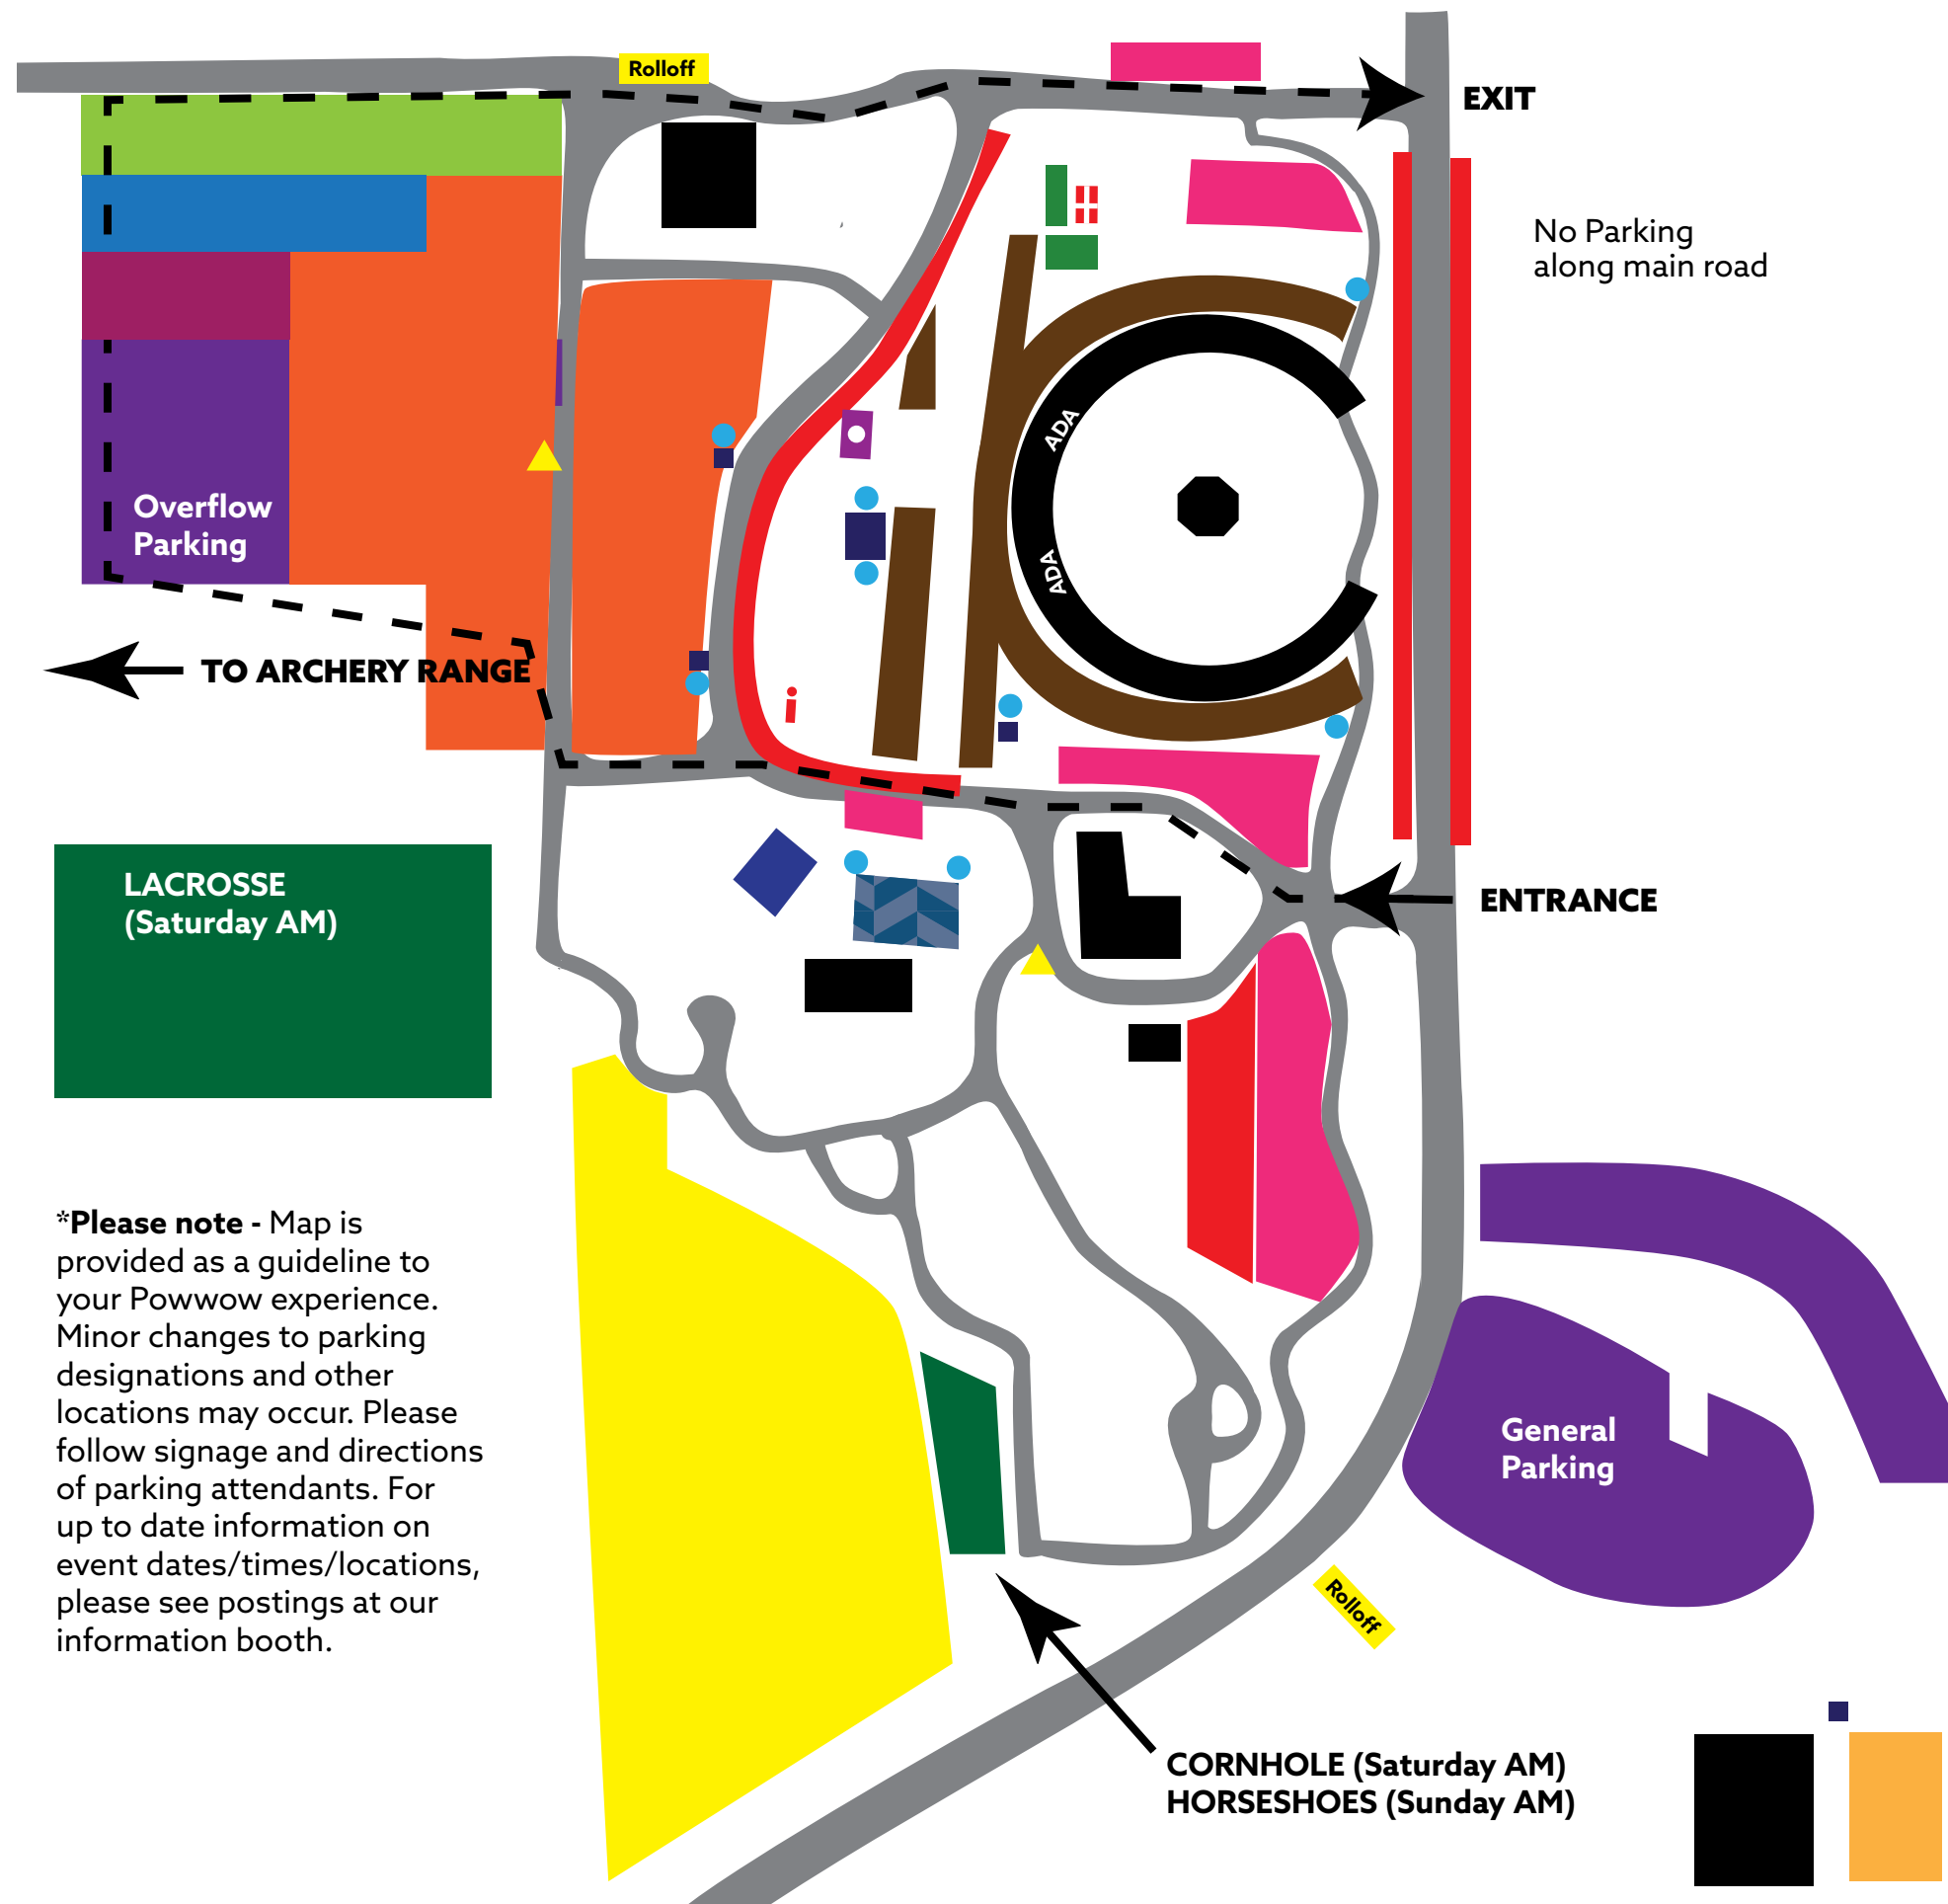 Rolloff
EXIT
No Parking
along main road
ADA
ADA
Overflow
Parking
TO ARCHERY RANGE
i
LACROSSE
(Saturday AM)
ENTRANCE
*Please note - Map is
provided as a guideline to
your Powwow experience.
Minor changes to parking
designations and other
locations may occur. Please
follow signage and directions
of parking attendants. For
up to date information on
event dates/times/locations,
please see postings at our
information booth.
General
Parking
Rolloff
CORNHOLE (Saturday AM)
HORSESHOES (Sunday AM)